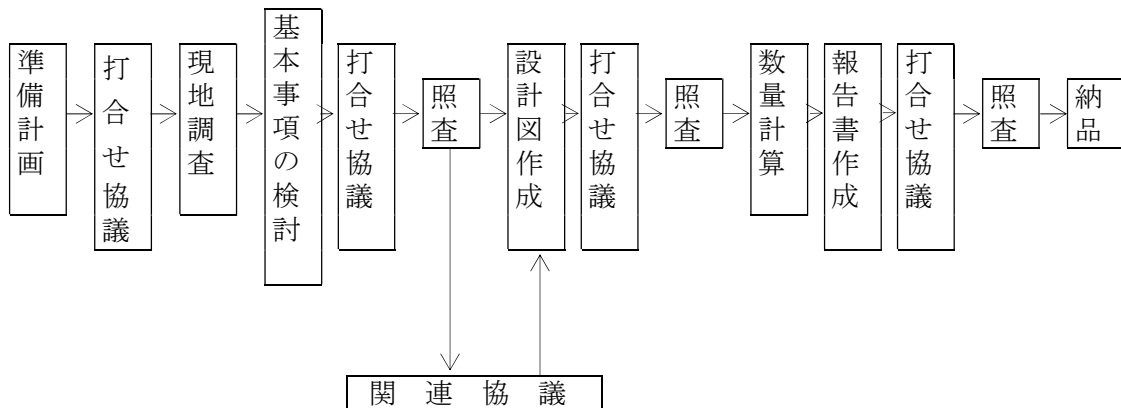 準備計画
打合せ協議
現地調査
基本事項の検討
打合せ協議
照査
設計図作成
打合せ協議
照査
数量計算
報告書作成
打合せ協議
照査
納品
関連協議